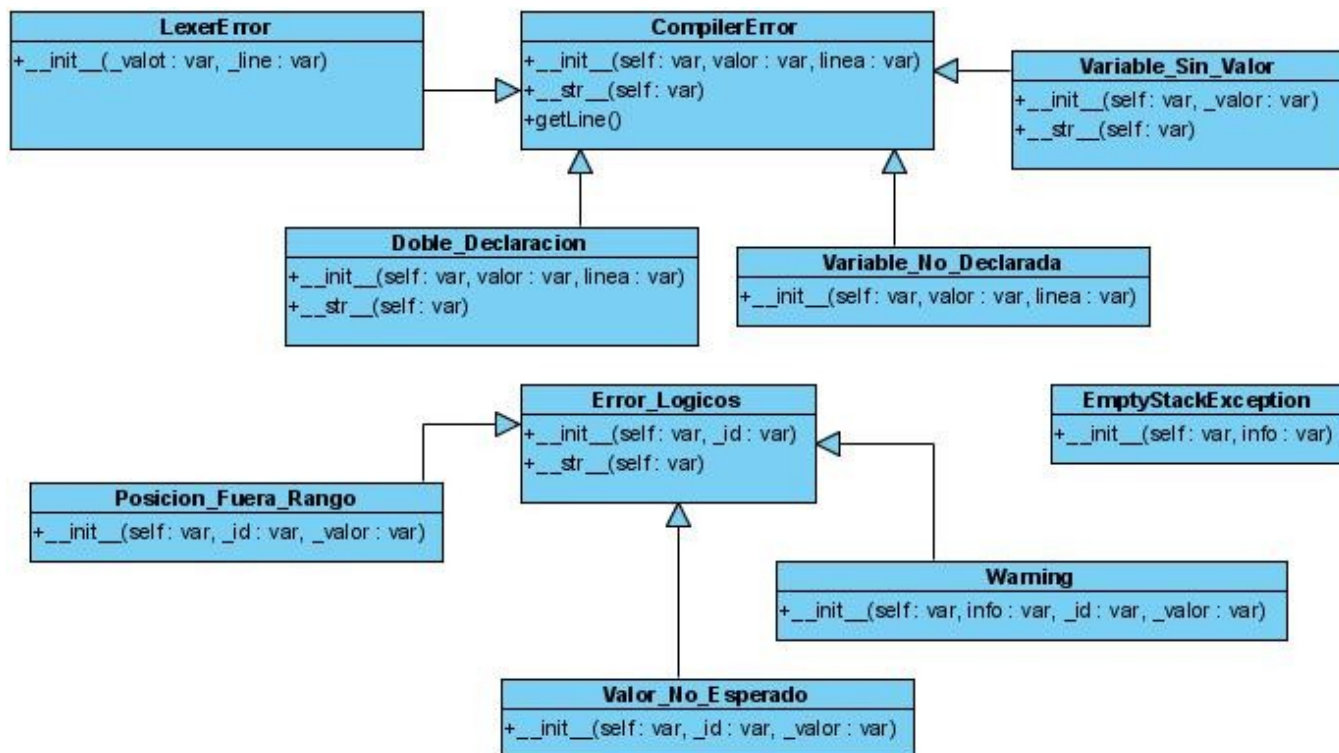 LexerError
+__init__(_valot : var, _line : var)
CompilerError
+__init__(self : var, valor : var, linea : var)
+__str__(self : var)
+getLine()
Variable_Sin_Valor
+__init__(self : var, _valor : var)
+__str__(self : var)
Doble_Declaracion
+__init__(self : var, valor : var, linea : var)
+__str__(self : var)
Variable_No_Declarada
+__init__(self : var, valor : var, linea : var)
Error_Logicos
+__init__(self : var, _id : var)
+__str__(self : var)
EmptyStackException
+__init__(self : var, info : var)
Posicion_Fuera_Rango
+__init__(self : var, _id : var, _valor : var)
Warning
+__init__(self : var, info : var, _id : var, _valor : var)
Valor_No_Esperado
+__init__(self : var, _id : var, _valor : var)